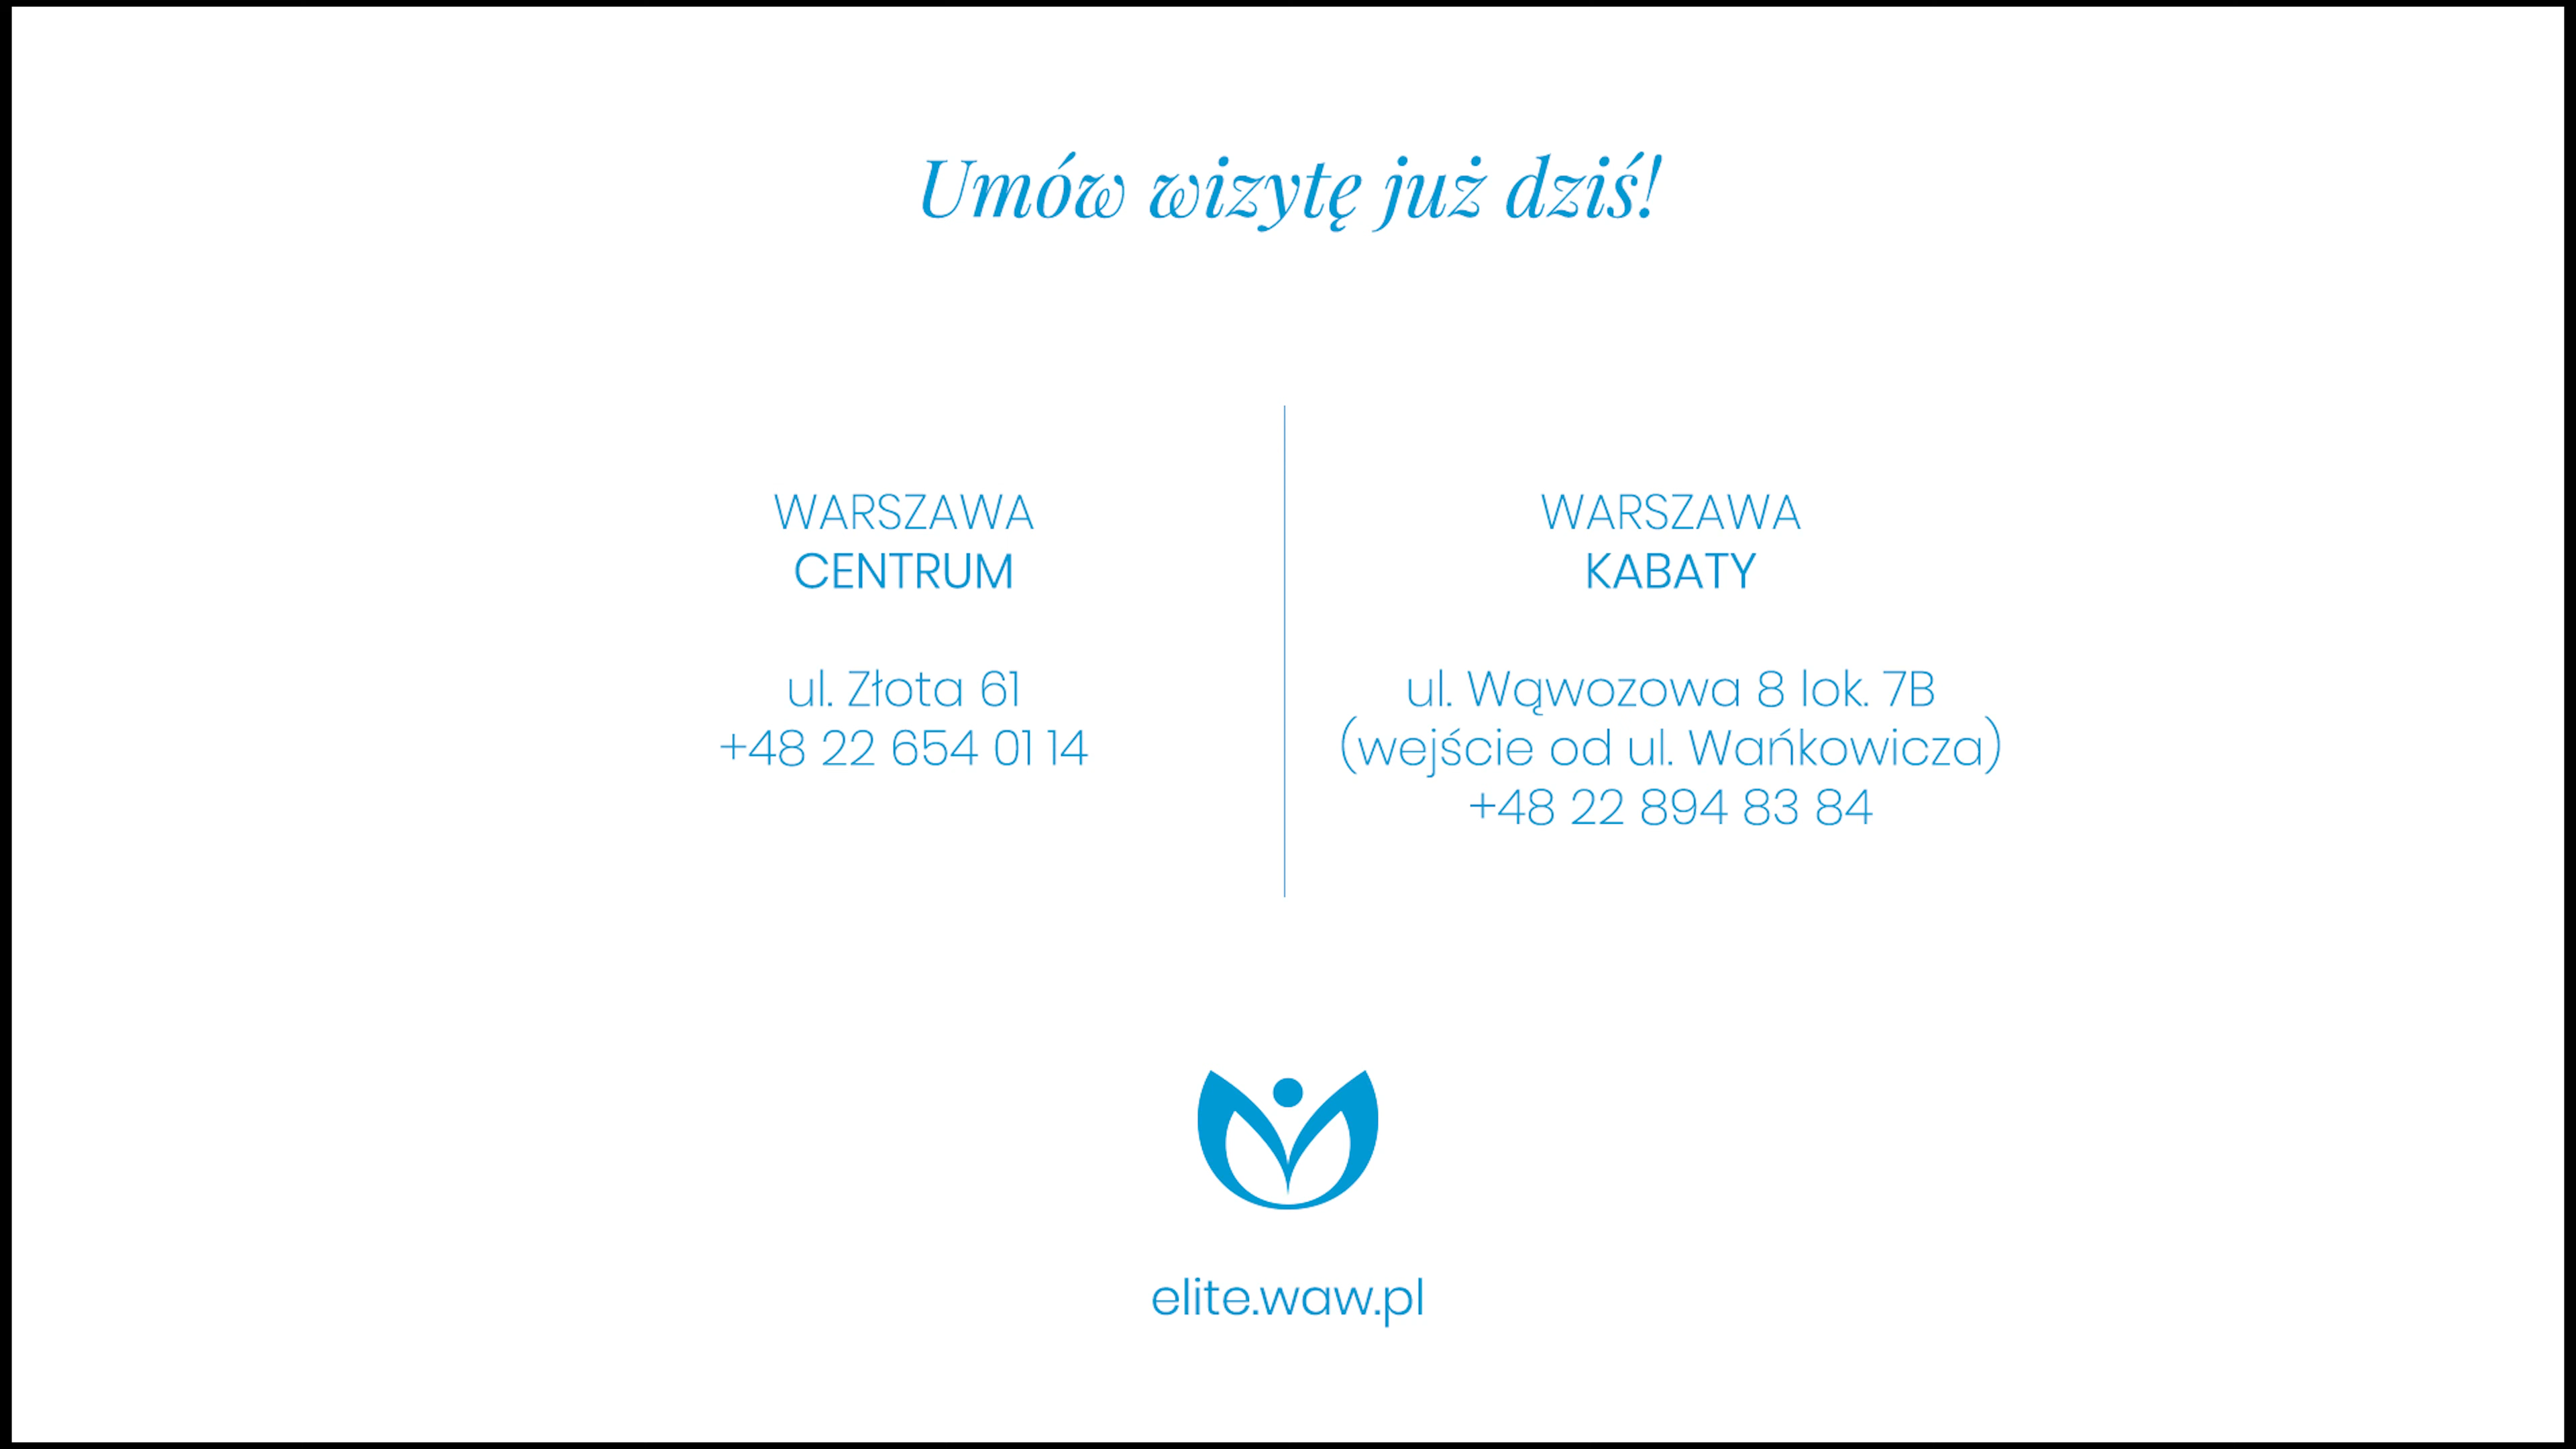 Umów wizytę już dziś!
WARSZAWA
CENTRUM
ul. Złota 61
+48 22 654 01 14
WARSZAWA
KABATY
ul. Wąwozowa 8 lok. 7B
(wejście od ul. Wańkowicza)
+48 22 894 83 84
elite.waw.pl